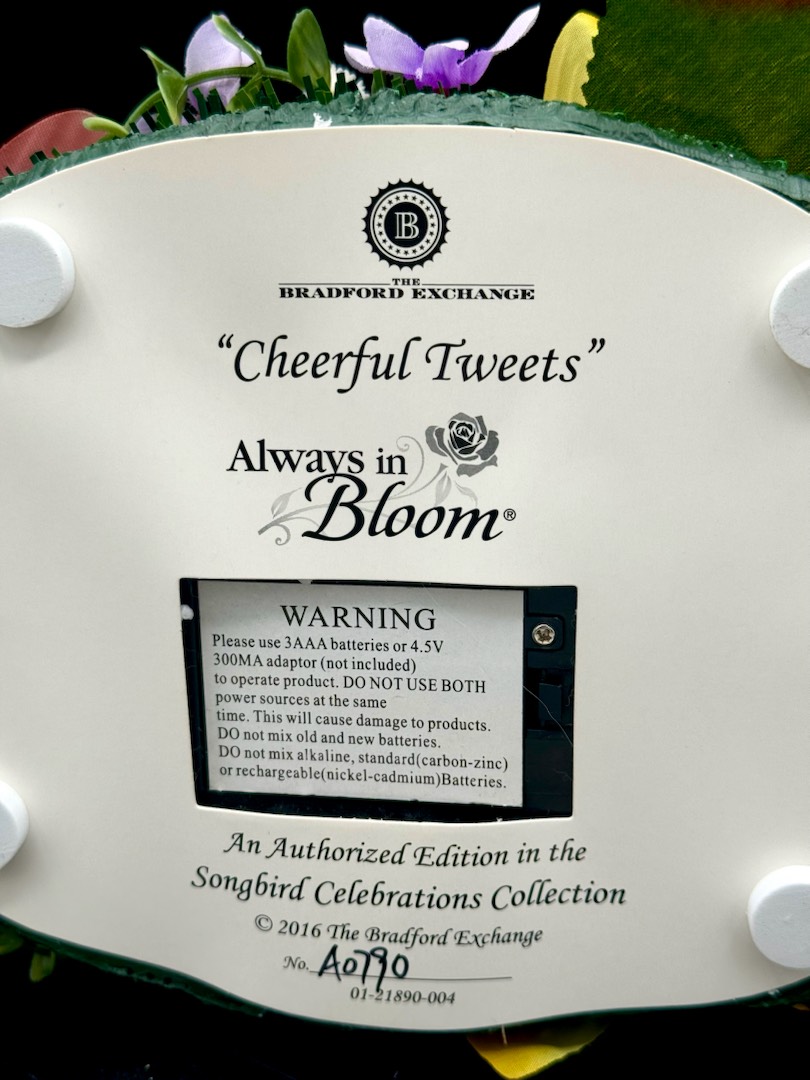 B
THE
BRADFORD EXCHANGE
“Cheerful Tweets”
Always in
Bloom®
WARNING
Please use 3AAA batteries or 4.5V
300MA adaptor (not included)
to operate product. DO NOT USE BOTH
power sources at the same
time. This will cause damage to products.
DO not mix old and new batteries.
DO not mix alkaline, standard(carbon-zinc)
or rechargeable(nickel-cadmium)Batteries.
An Authorized Edition in the
Songbird Celebrations Collection
© 2016 The Bradford Exchange
No. A0790
01-21890-004